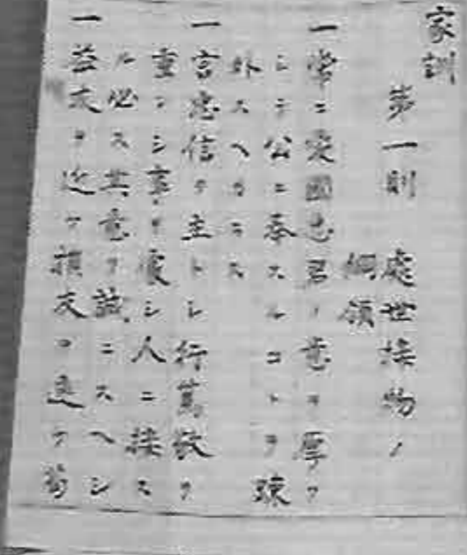 家訓
第一則 處世接物ノ
綱領
一常ニ愛國忠君ノ意ヲ厚フ
シテ公ニ奉スルコトヲ疎
外スヘカラス
一言忠信ヲ主トシ行篤敬ヲ
重ンシ事ヲ處シ人ニ接ス
ル必ス其意ヲ誠ニスヘシ
一益友ヲ近ケ損友ヲ遠ケ苟